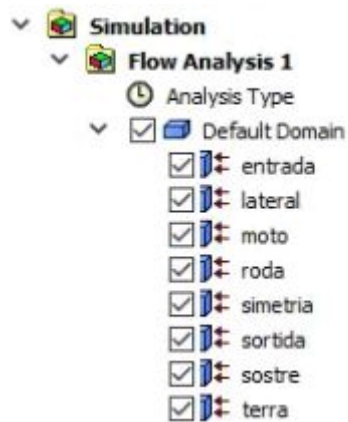 Simulation
Flow Analysis 1
Analysis Type
Default Domain
entrada
lateral
moto
roda
simetria
sortida
sostre
terra